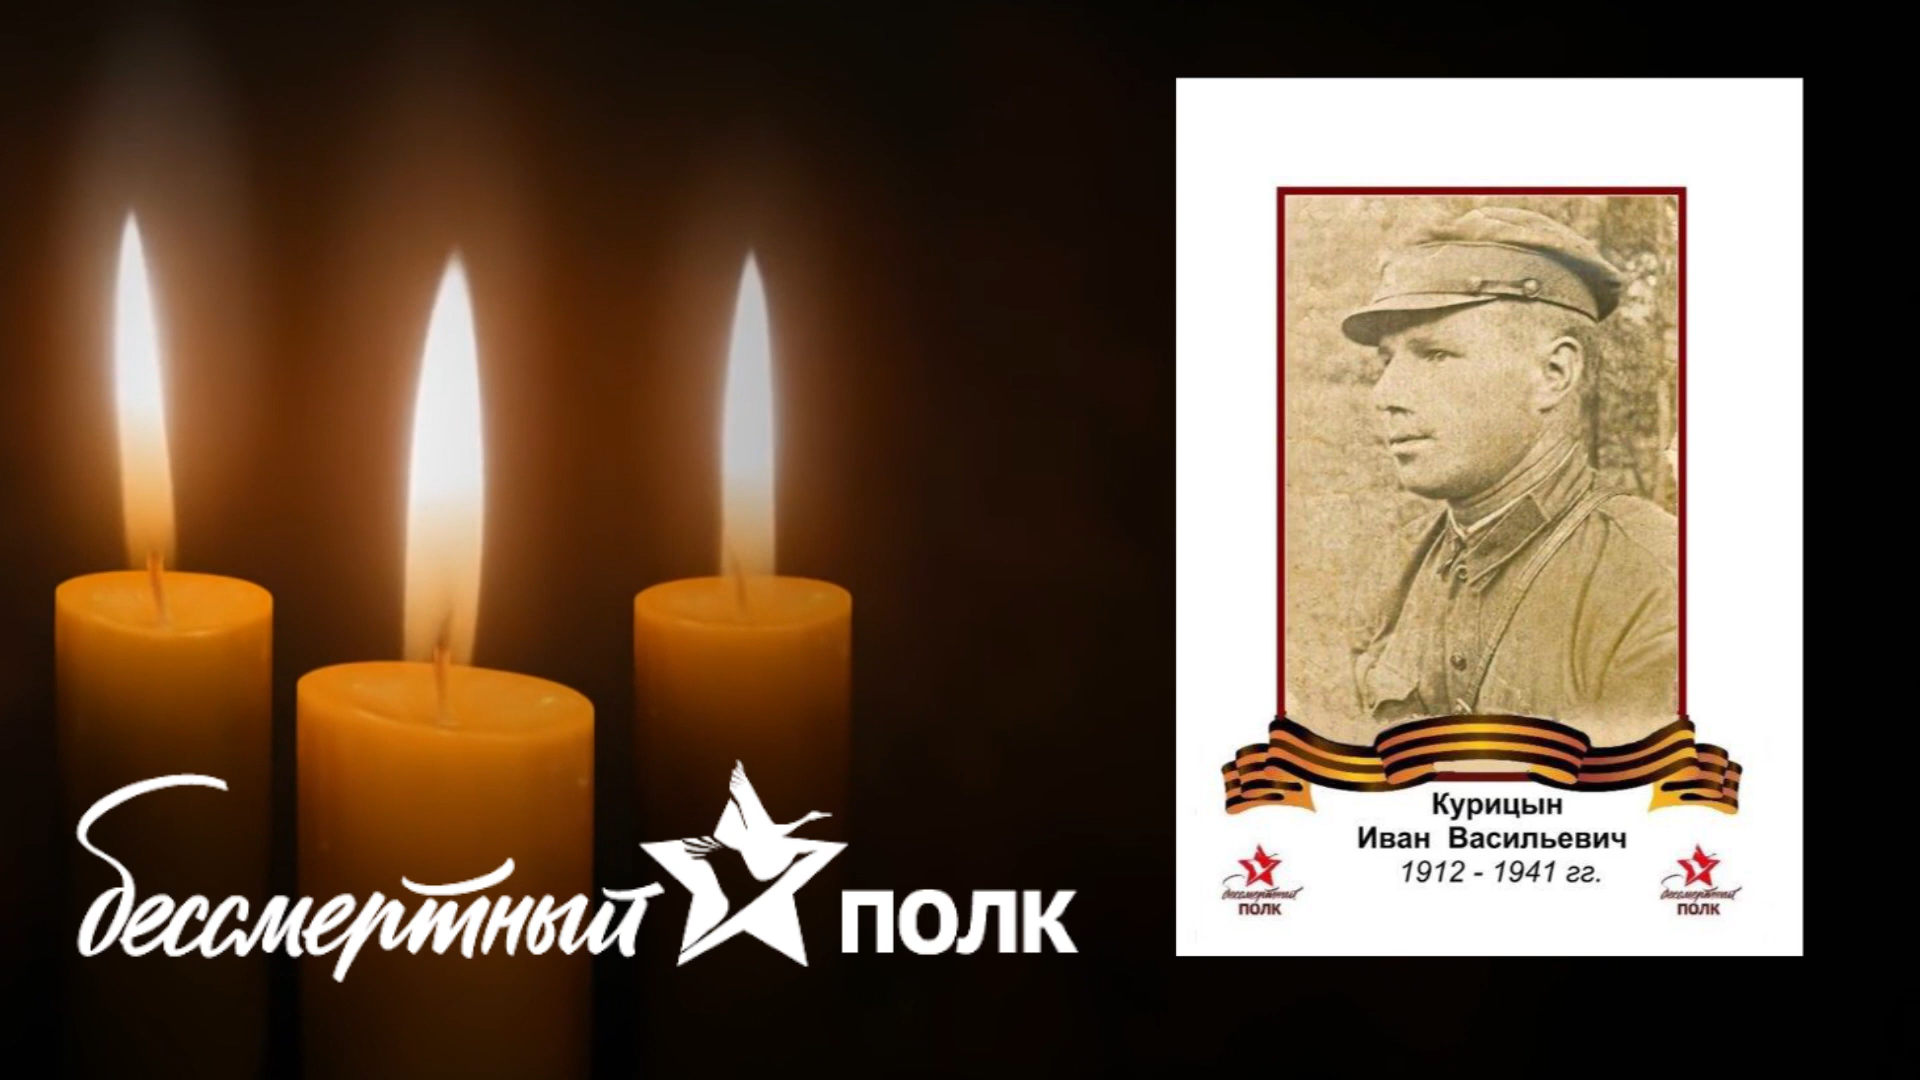 бессмертный полк
Курицын
Иван Васильевич
1912 - 1941 гг.
бессмертный
полк
бессмертный
полк